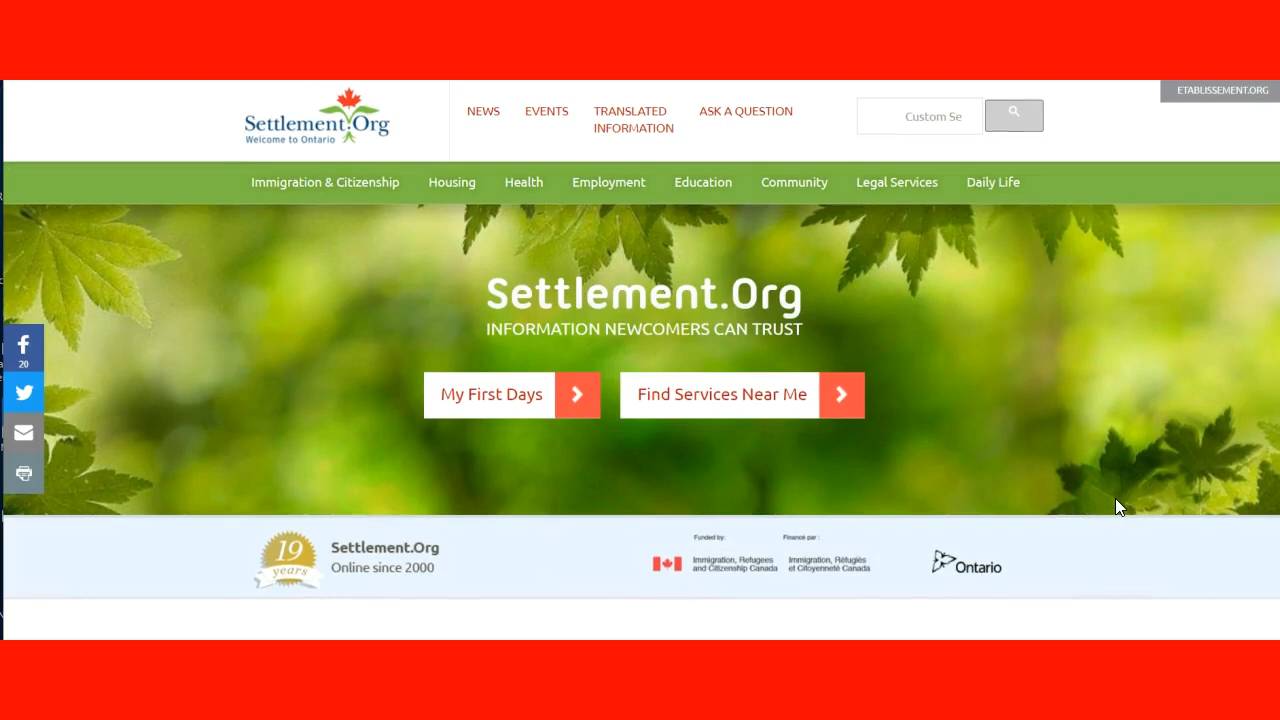 ETABLISSEMENT.ORG
Settlement.Org
Welcome to Ontario
NEWS
EVENTS
TRANSLATED
INFORMATION
ASK A QUESTION
Custom Se
Immigration & Citizenship
Housing
Health
Employment
Education
Community
Legal Services
Daily Life
Settlement.Org
INFORMATION NEWCOMERS CAN TRUST
My First Days
Find Services Near Me
20
19
years
Settlement.Org
Online since 2000
Funded by:
Financé par :
Immigration, Refugees
and Citizenship Canada
Immigration, Réfugiés
et Citoyenneté Canada
Ontario